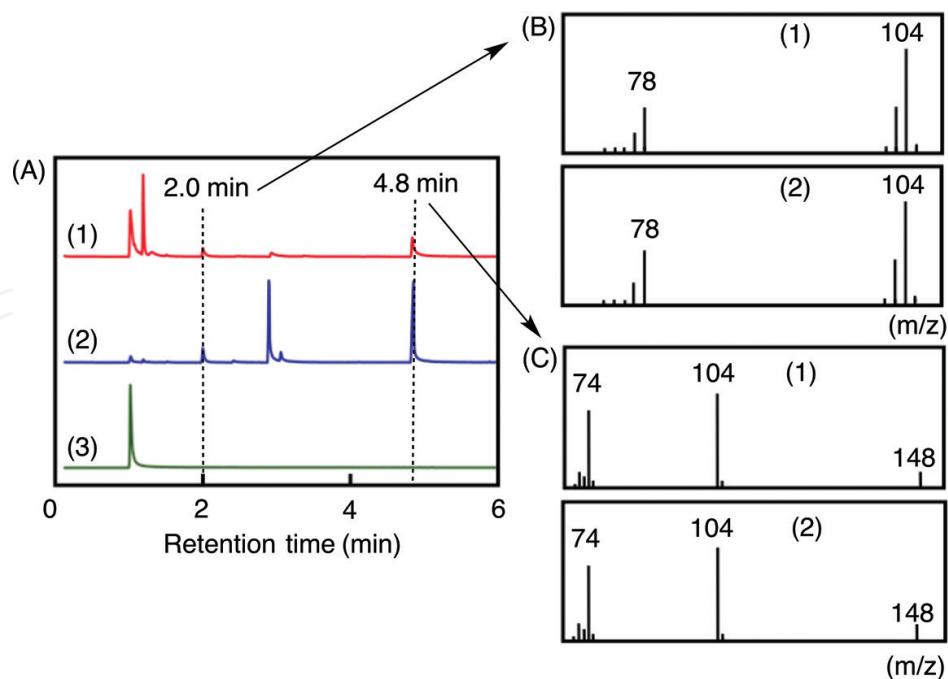 (A)
2.0 min
4.8 min
(1)
(2)
(3)
0
2
4
6
Retention time (min)
(B)
(1)
78
104
(2)
78
104
(m/z)
(C)
(1)
74
104
148
(2)
74
104
148
(m/z)